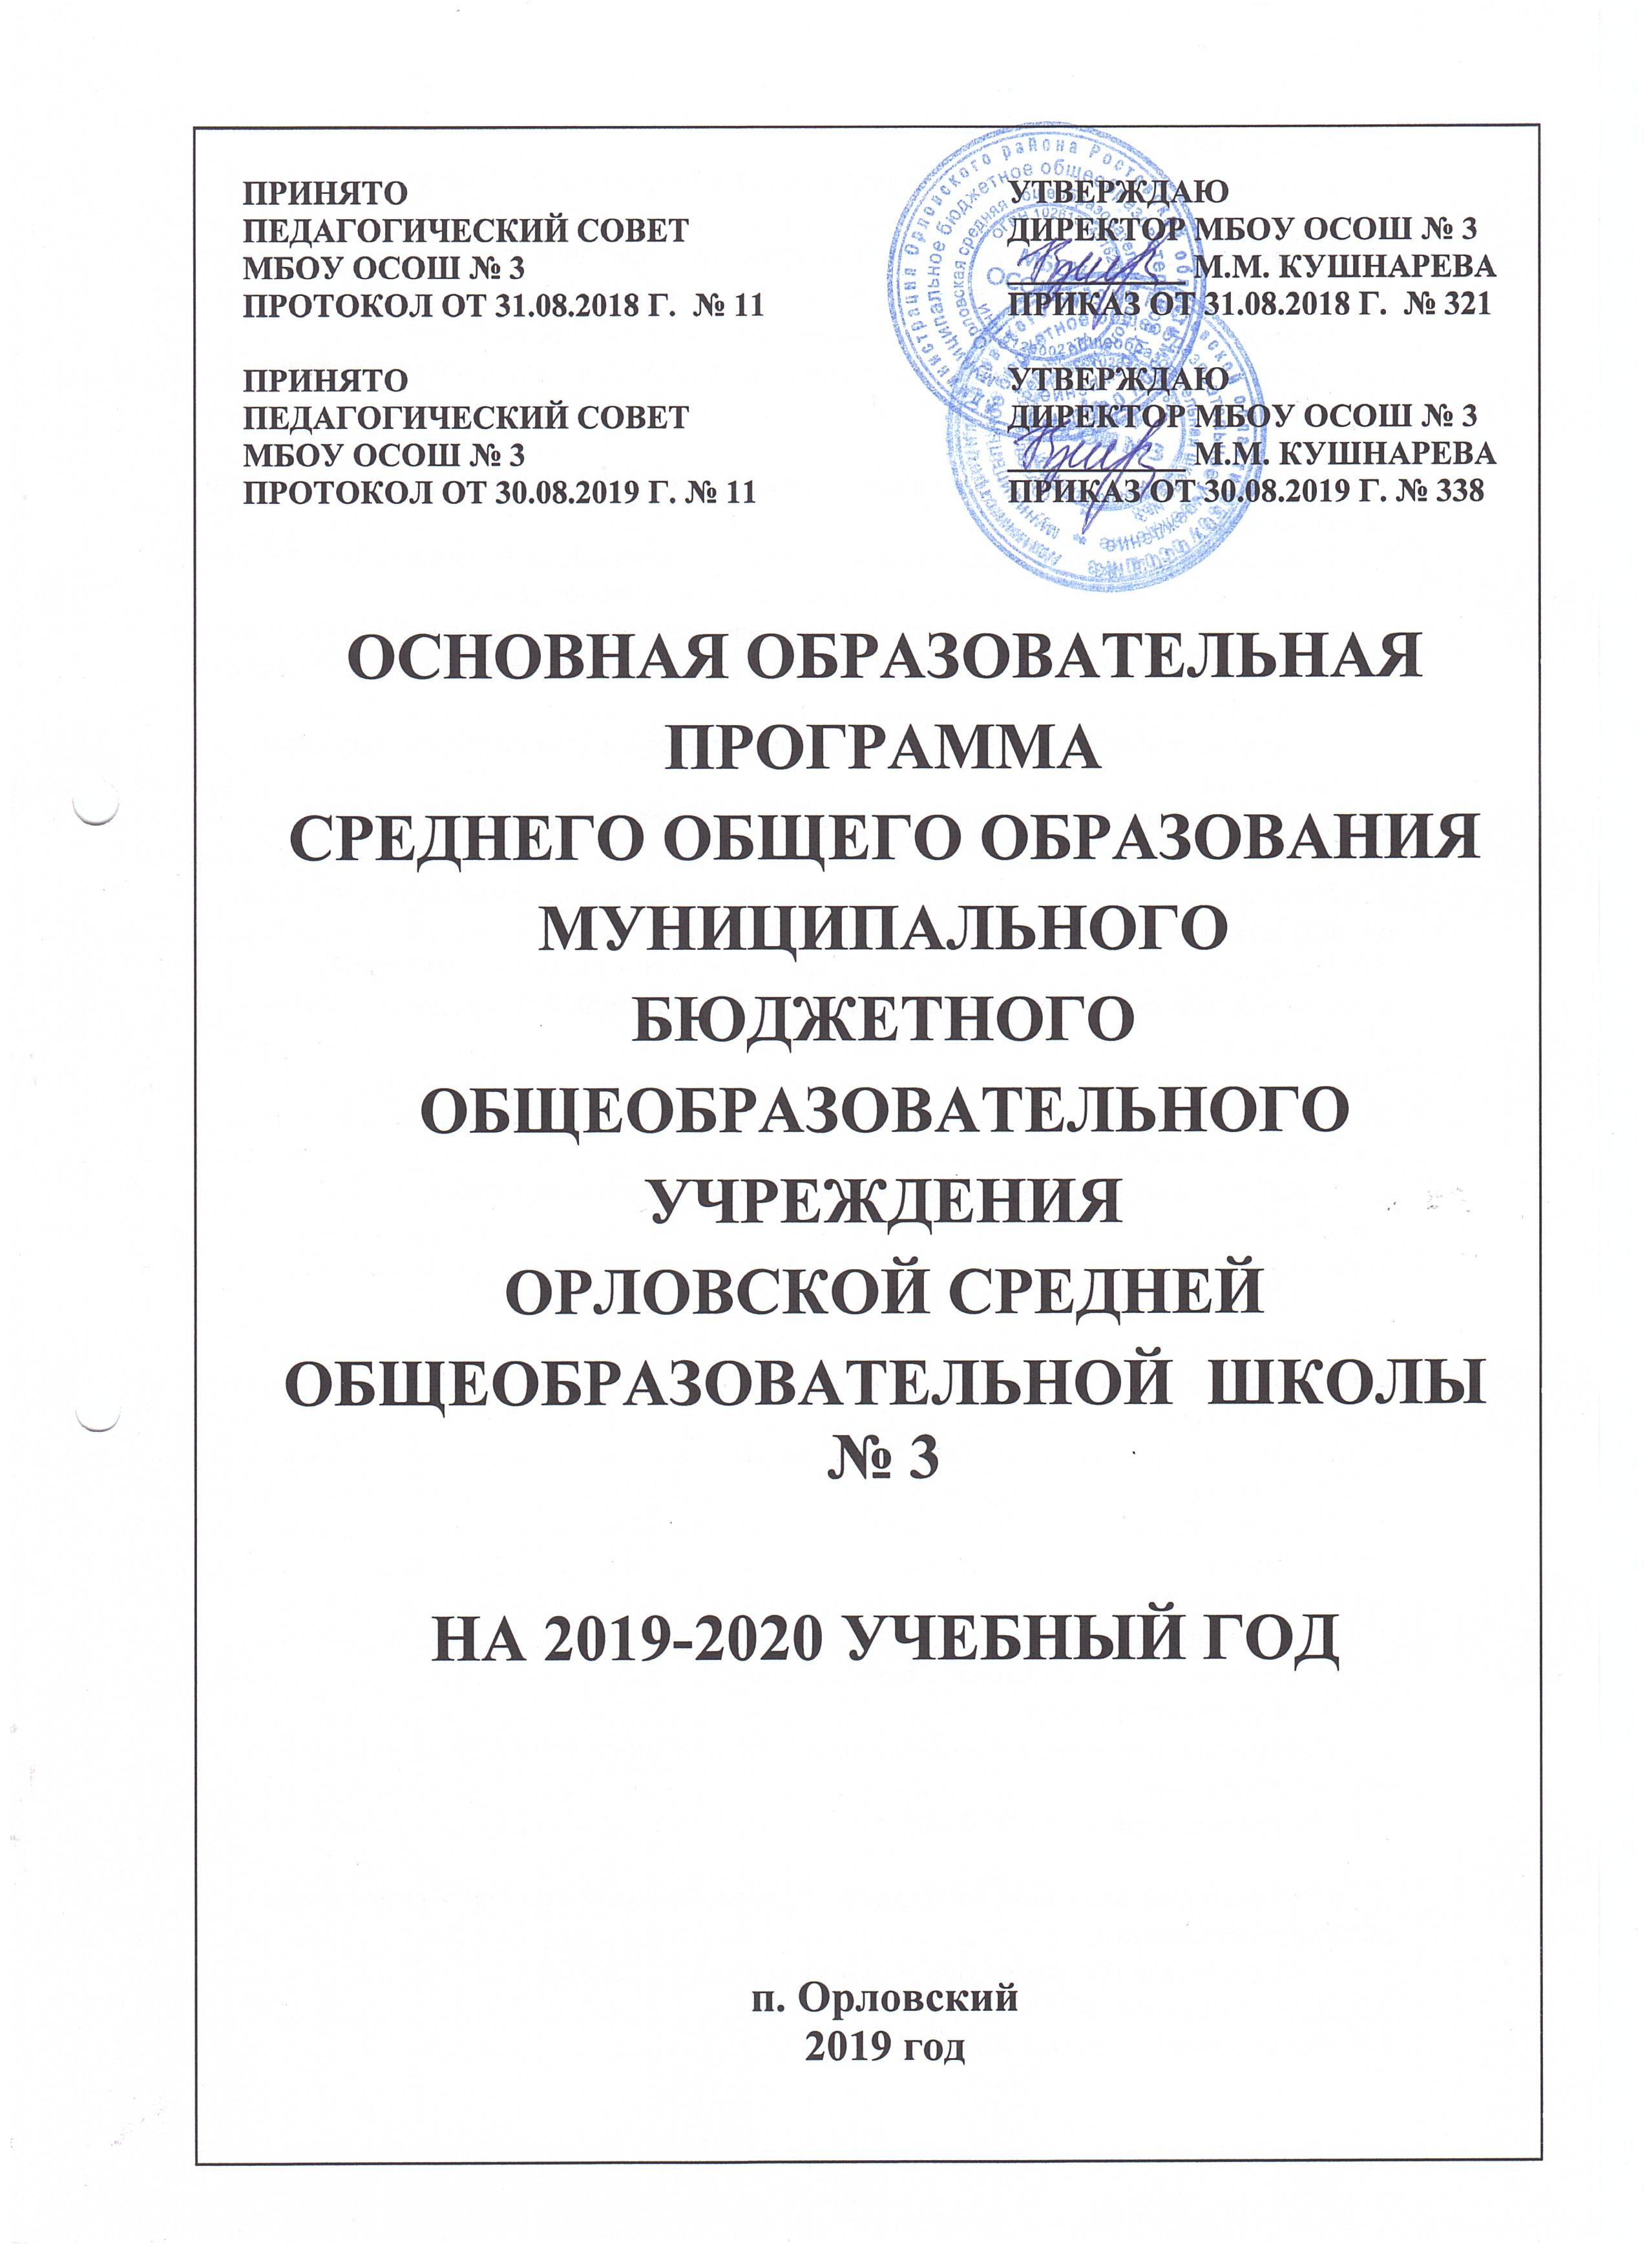 ПРИНЯТО
ПЕДАГОГИЧЕСКИЙ СОВЕТ
МБОУ ОСОШ № 3
ПРОТОКОЛ ОТ 31.08.2018 Г.  № 11
УТВЕРЖДАЮ
ДИРЕКТОР МБОУ ОСОШ № 3
М.М. КУШНАРЕВА
ПРИКАЗ ОТ 31.08.2018 Г.  № 321
ПРИНЯТО
ПЕДАГОГИЧЕСКИЙ СОВЕТ
МБОУ ОСОШ № 3
ПРОТОКОЛ ОТ 30.08.2019 Г. № 11
УТВЕРЖДАЮ
ДИРЕКТОР МБОУ ОСОШ № 3
М.М. КУШНАРЕВА
ПРИКАЗ ОТ 30.08.2019 Г. № 338
ОСНОВНАЯ ОБРАЗОВАТЕЛЬНАЯ
ПРОГРАММА
СРЕДНЕГО ОБЩЕГО ОБРАЗОВАНИЯ
МУНИЦИПАЛЬНОГО
БЮДЖЕТНОГО
ОБЩЕОБРАЗОВАТЕЛЬНОГО
УЧРЕЖДЕНИЯ
ОРЛОВСКОЙ СРЕДНЕЙ
ОБЩЕОБРАЗОВАТЕЛЬНОЙ  ШКОЛЫ
№ 3
НА 2019-2020 УЧЕБНЫЙ ГОД
п. Орловский
2019 год